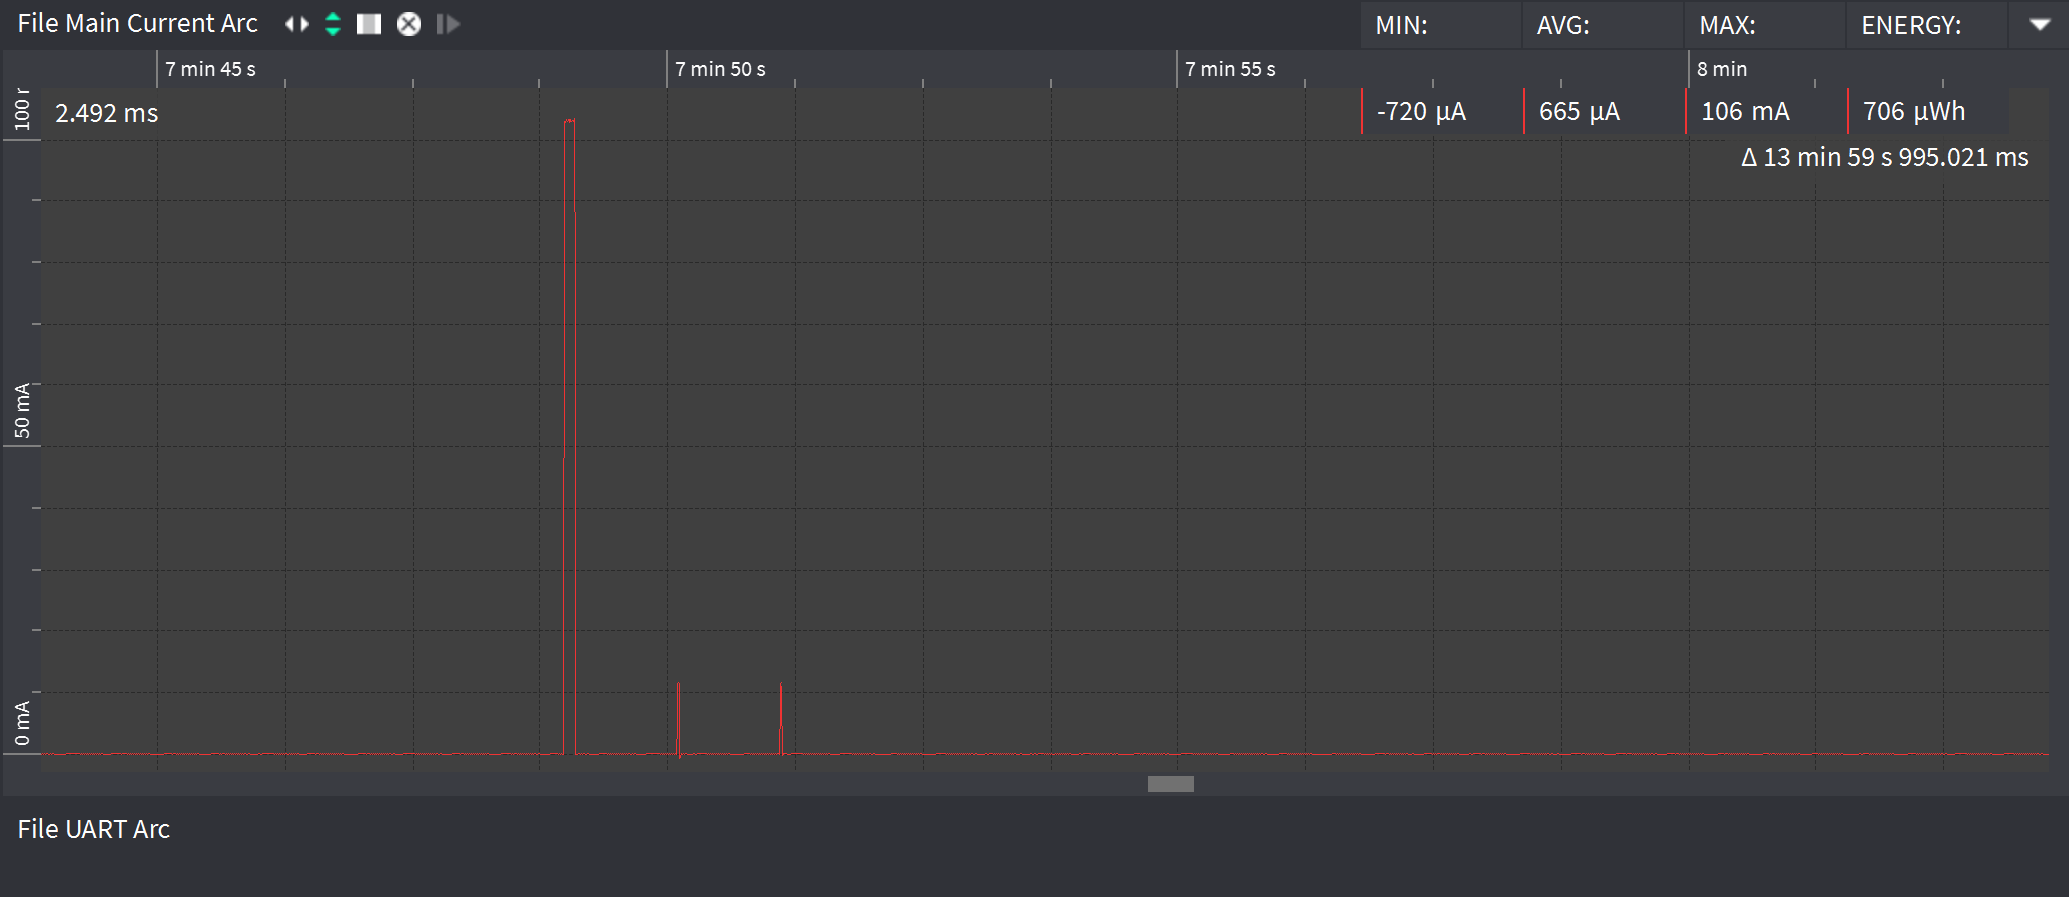 File Main Current Arc
MIN: AVG: MAX: ENERGY:
7 min 45 s 7 min 50 s 7 min 55 s 8 min
2.492 ms
-720 µA 665 µA 106 mA 706 µWh
Δ 13 min 59 s 995.021 ms
100 r
50 mA
0 mA
File UART Arc